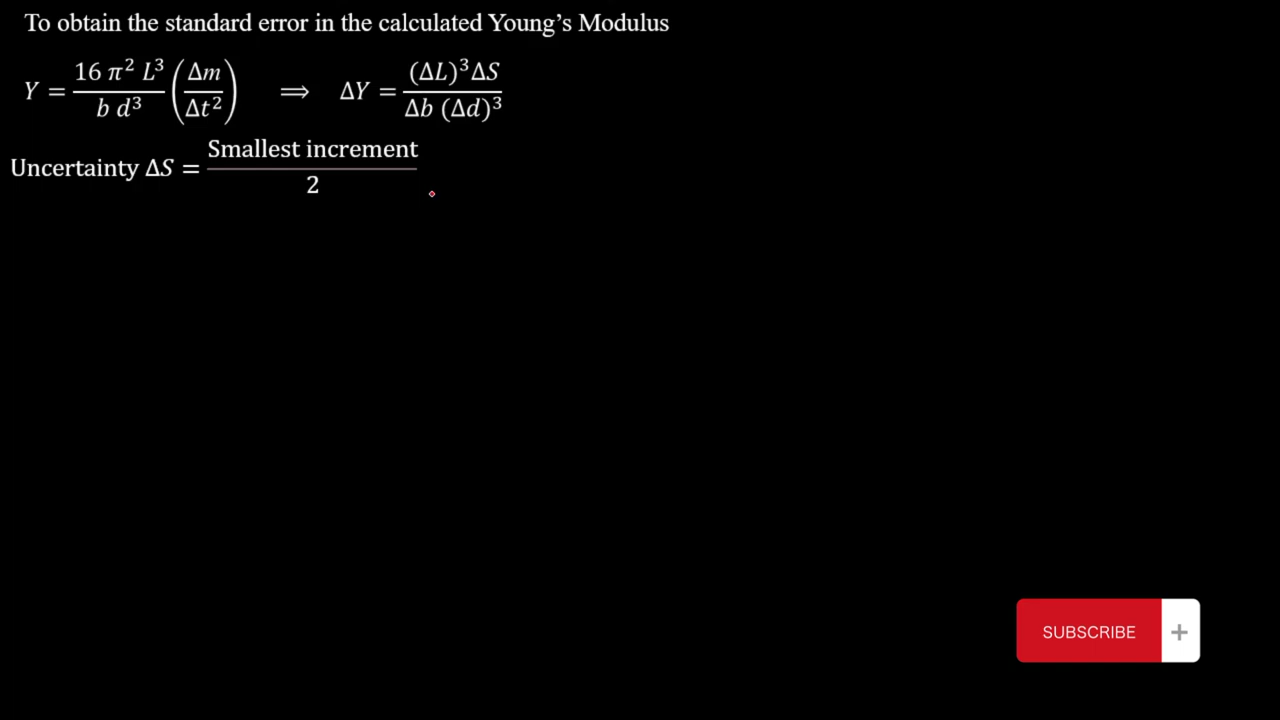 To obtain the standard error in the calculated Young's Modulus
Y = 16 π² L³ / b d³ (Δm / Δt²) ⟹ ΔY = (ΔL)³ΔS / Δb (Δd)³
Uncertainty ΔS = Smallest increment / 2
SUBSCRIBE +